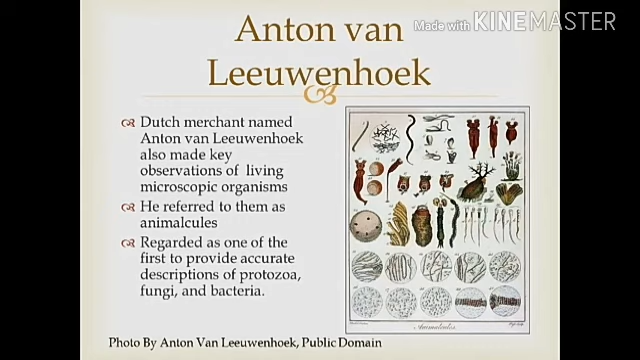 Made with KINEMASTER
Anton van
Leeuwenhoek
Dutch merchant named
Anton van Leeuwenhoek
also made key
observations of living
microscopic organisms
He referred to them as
animalcules
Regarded as one of the
first to provide accurate
descriptions of protozoa,
fungi, and bacteria.
Animalcules.
Photo By Anton Van Leeuwenhoek, Public Domain